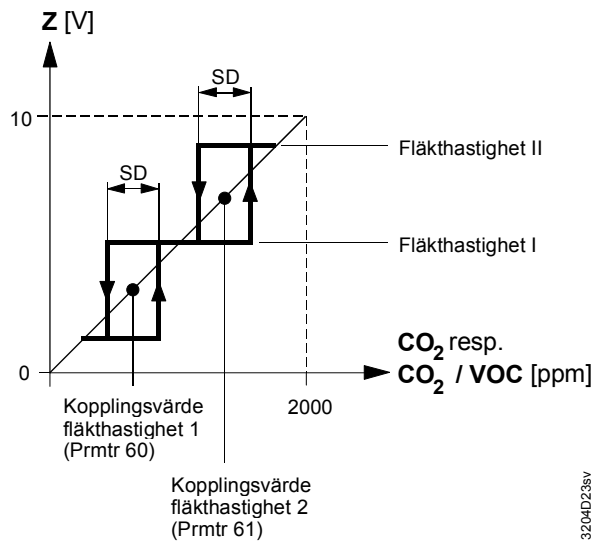 Z [V]
SD
10
Fläkthastighet II
SD
Fläkthastighet I
0
CO2 resp.
CO2 / VOC [ppm]
2000
Kopplingsvärde
fläkthastighet 1
(Prmtr 60)
Kopplingsvärde
fläkthastighet 2
(Prmtr 61)
3204D23sv